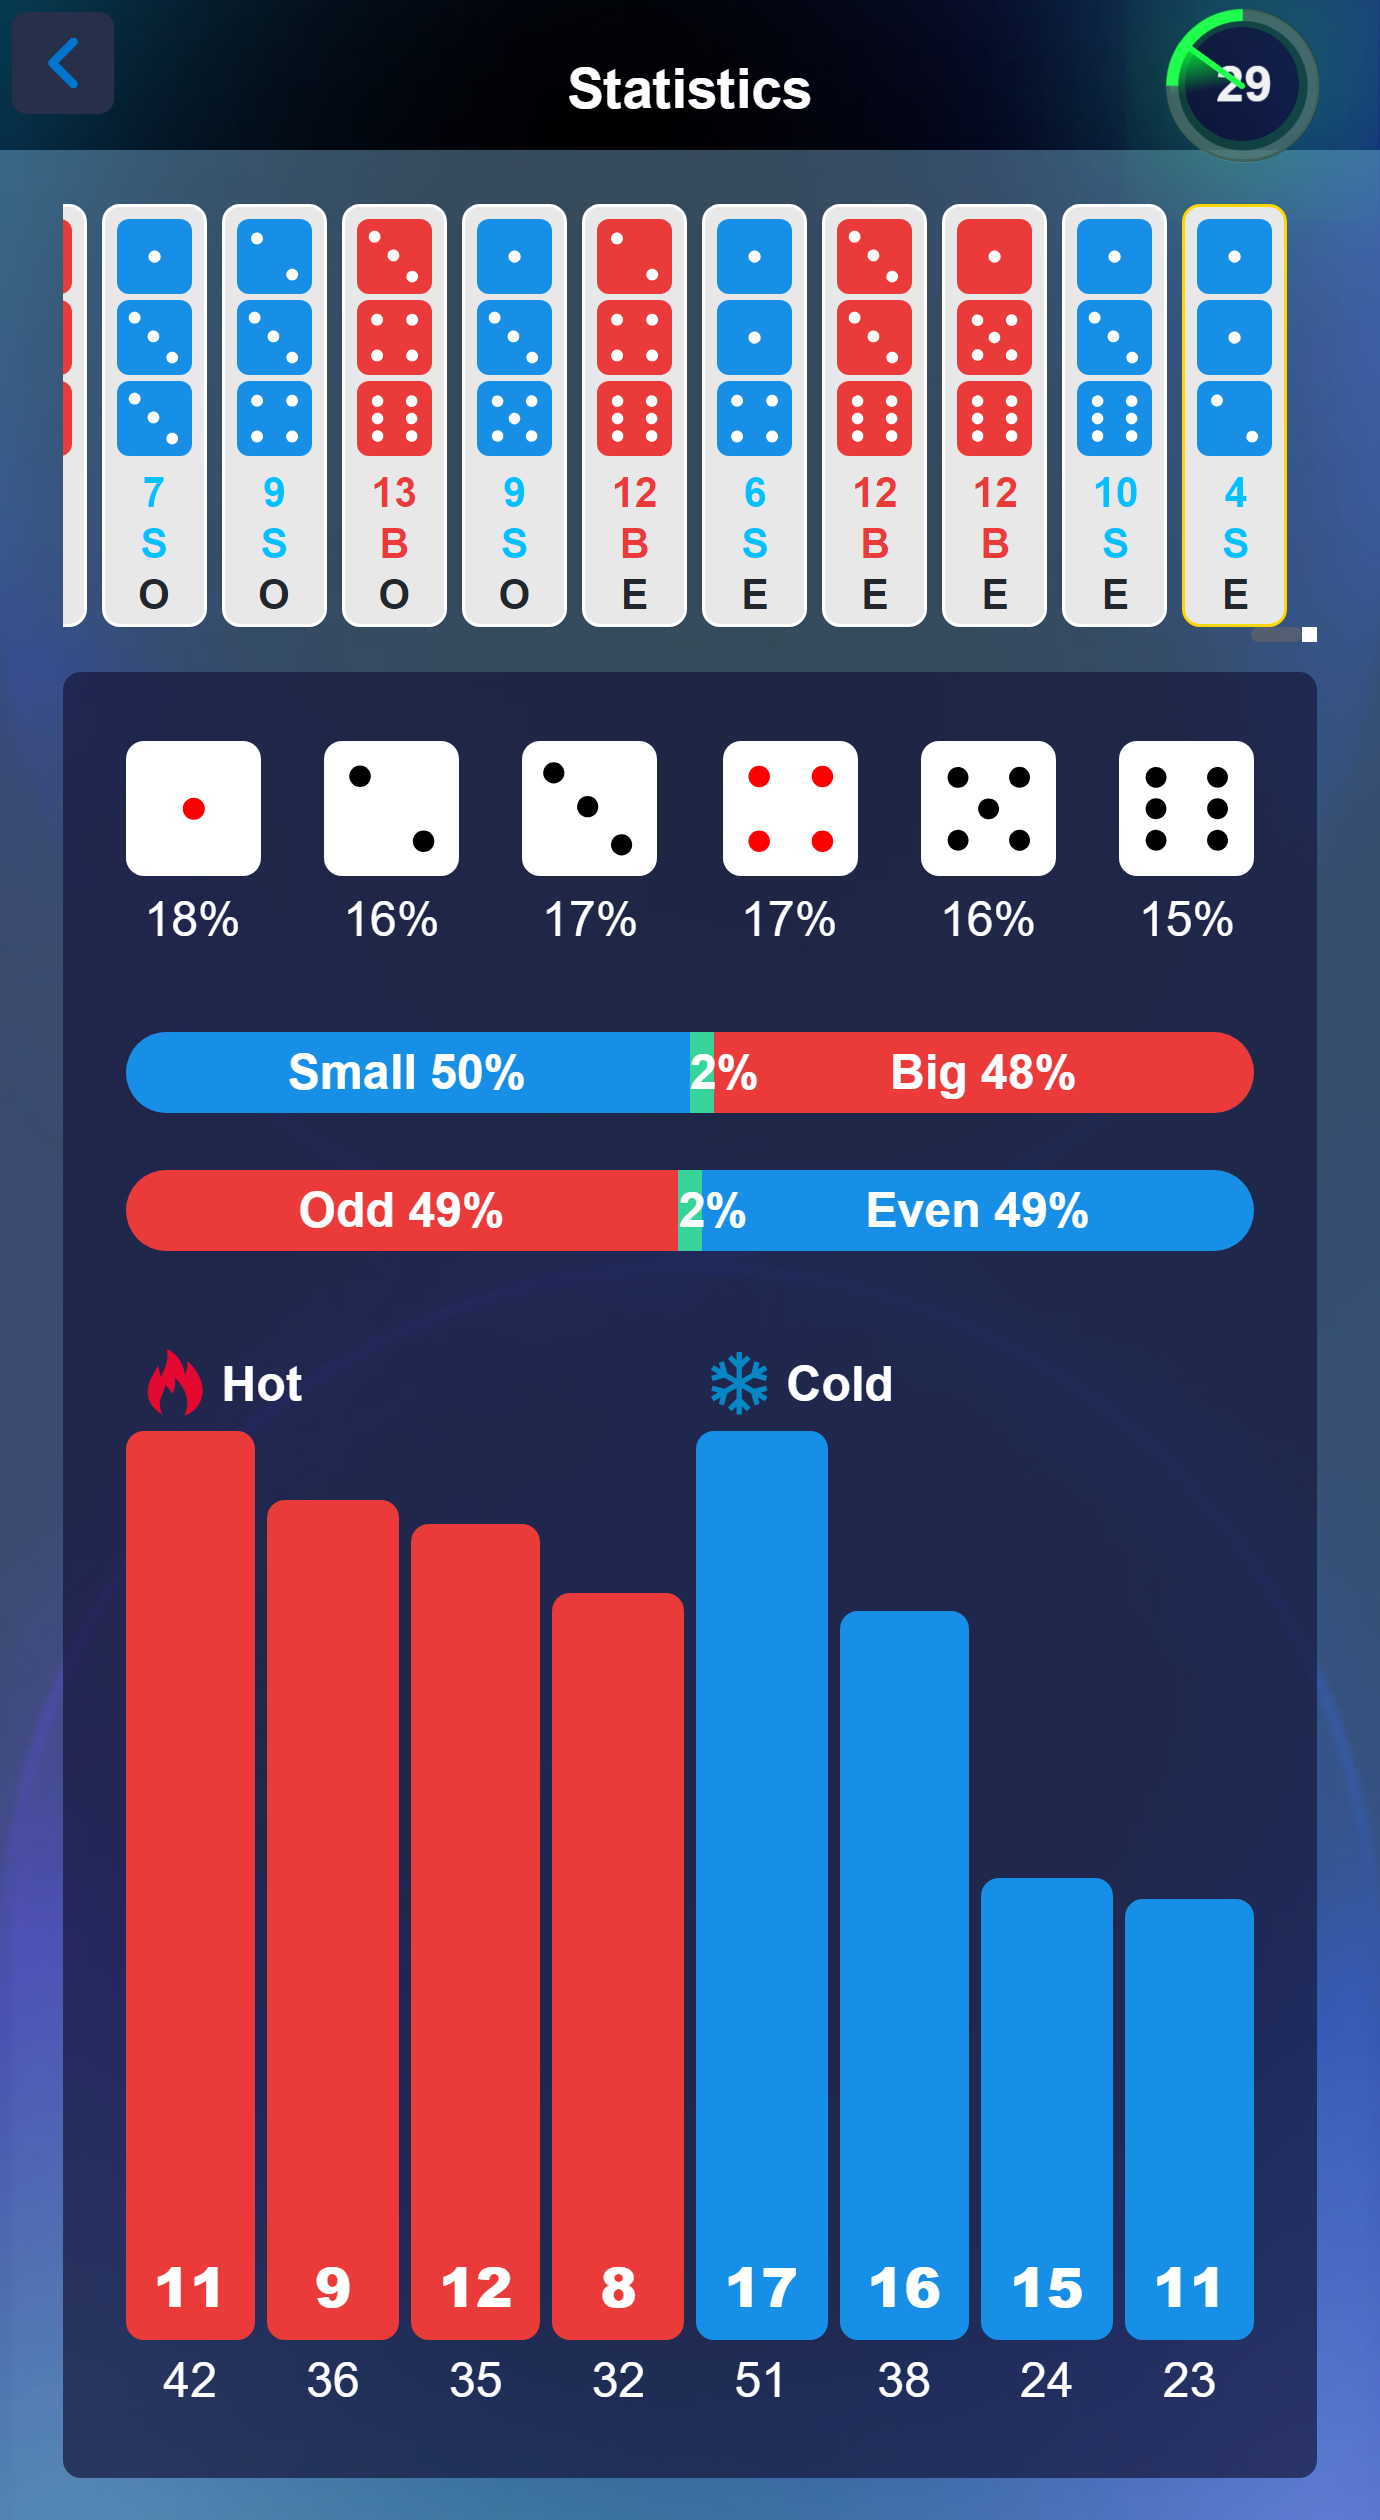 Statistics
29
7 9 13 9 12 6 12 12 10 4
S S B S B S B B S S
O O O O E E E E E E
18% 16% 17% 17% 16% 15%
Small 50% 2% Big 48%
Odd 49% 2% Even 49%
Hot Cold
11 9 12 8 17 16 15 11
42 36 35 32 51 38 24 23